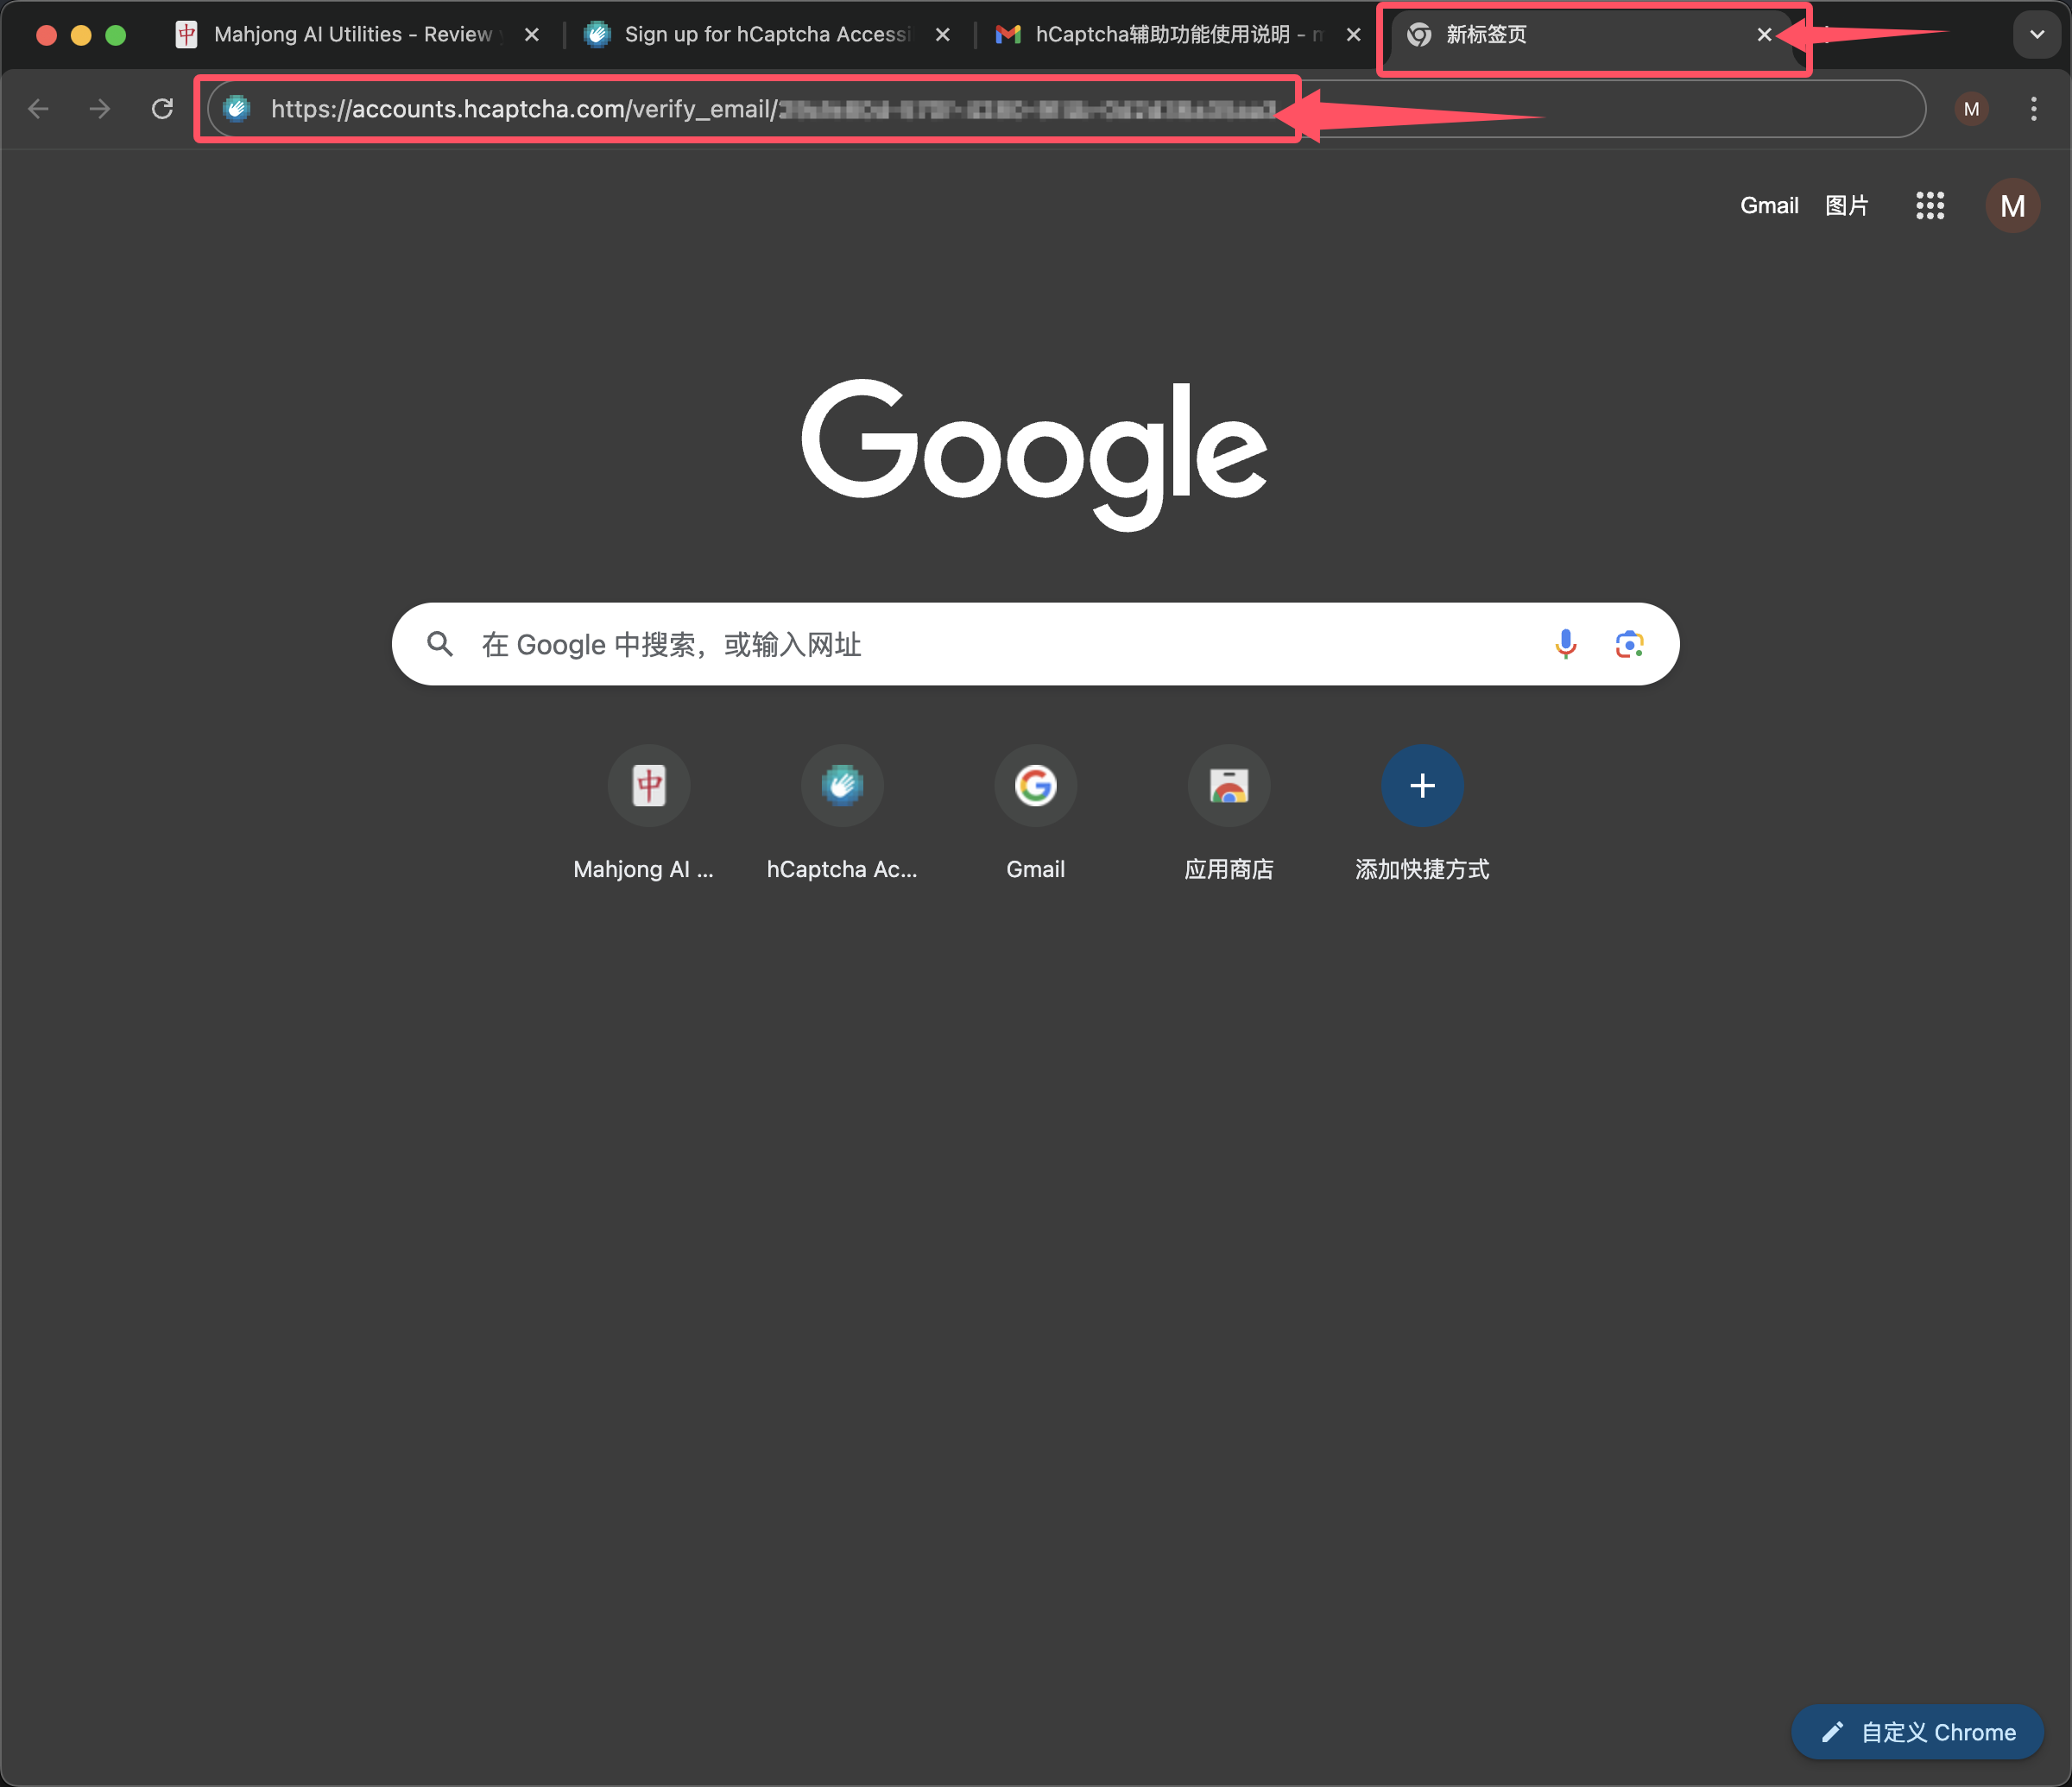 Mahjong AI Utilities - Review
Sign up for hCaptcha Accessi
hCaptcha辅助功能使用说明 - m
新标签页
https://accounts.hcaptcha.com/verify_email/
M
Gmail
图片
M
Google
在 Google 中搜索，或输入网址
中
Mahjong AI ...
hCaptcha Ac...
Gmail
应用商店
添加快捷方式
自定义 Chrome